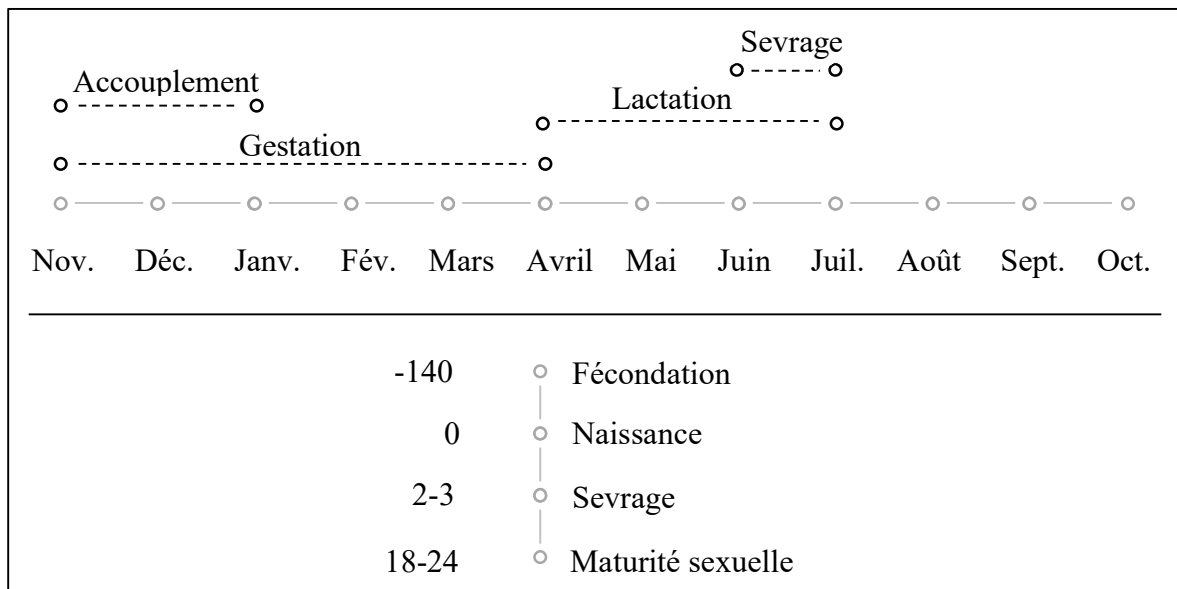 Sevrage
Accouplement
Lactation
Gestation
Nov. Déc. Janv. Fév. Mars Avril Mai Juin Juil. Août Sept. Oct.
-140 Fécondation
0 Naissance
2-3 Sevrage
18-24 Maturité sexuelle